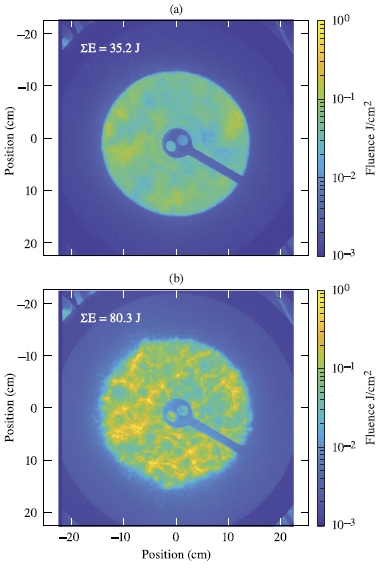 (a)
ΣE = 35.2 J
−20
−10
0
10
20
Position (cm)
10⁰
10⁻¹
10⁻²
10⁻³
Fluence J/cm²
(b)
ΣE = 80.3 J
−20
−10
0
10
20
Position (cm)
10⁰
10⁻¹
10⁻²
10⁻³
Fluence J/cm²
−20 −10 0 10 20
Position (cm)